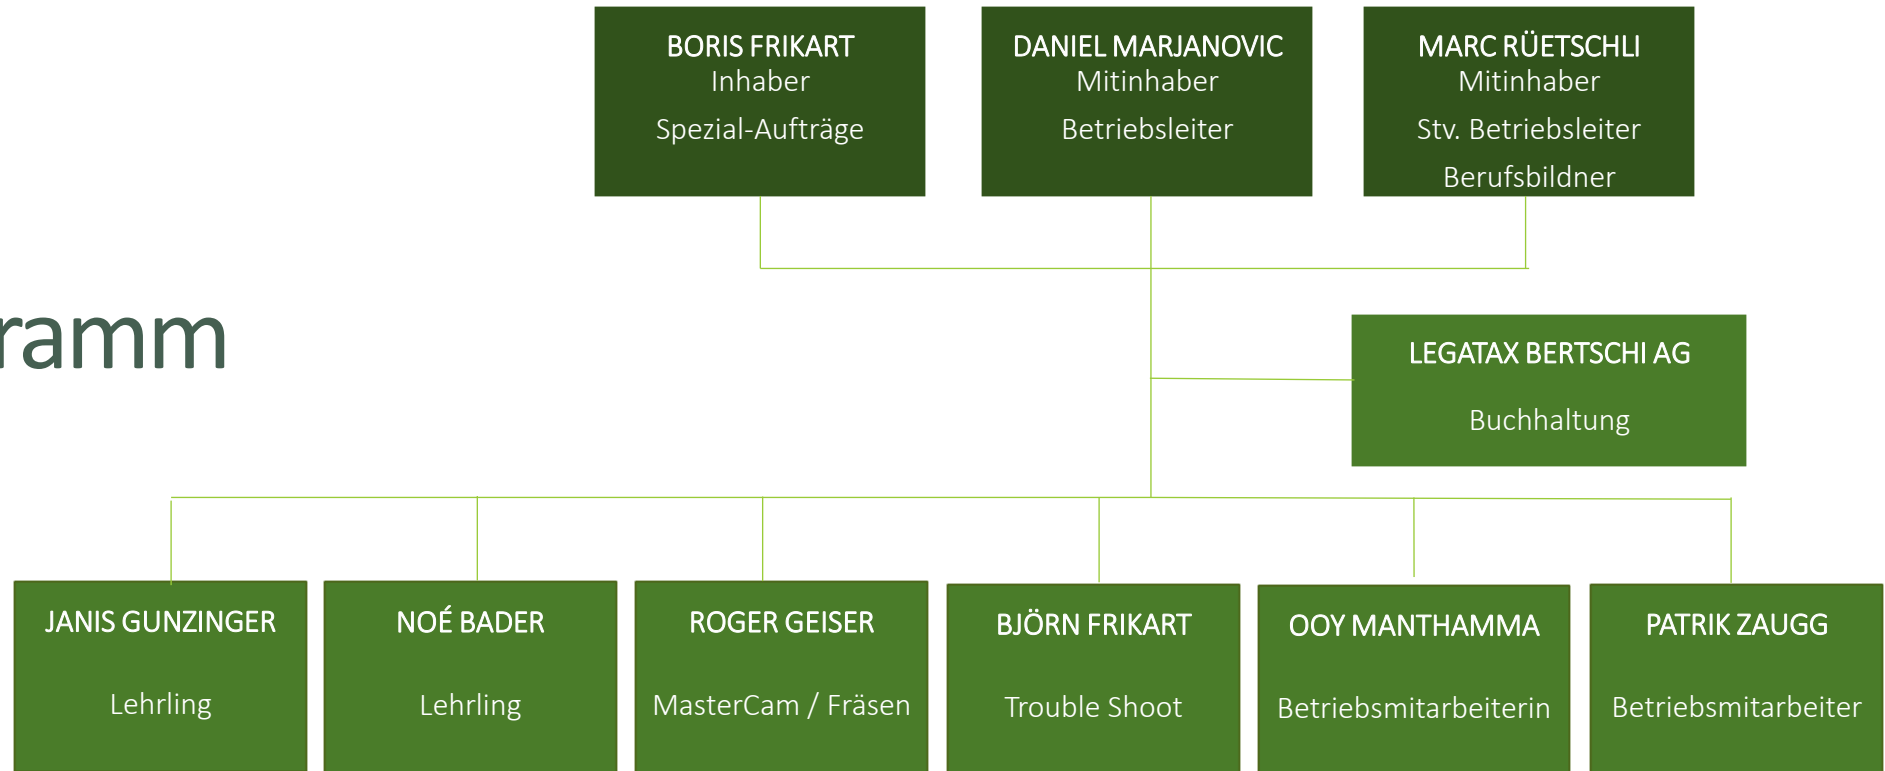 BORIS FRIKART
Inhaber
Spezial-Aufträge
DANIEL MARJANOVIC
Mitinhaber
Betriebsleiter
MARC RÜETSCHLI
Mitinhaber
Stv. Betriebsleiter
Berufsbildner
ramm
LEGATAX BERTSCHI AG
Buchhaltung
JANIS GUNZINGER
Lehrling
NOÉ BADER
Lehrling
ROGER GEISER
MasterCam / Fräsen
BJÖRN FRIKART
Trouble Shoot
OOY MANTHAMMA
Betriebsmitarbeiterin
PATRIK ZAUGG
Betriebsmitarbeiter